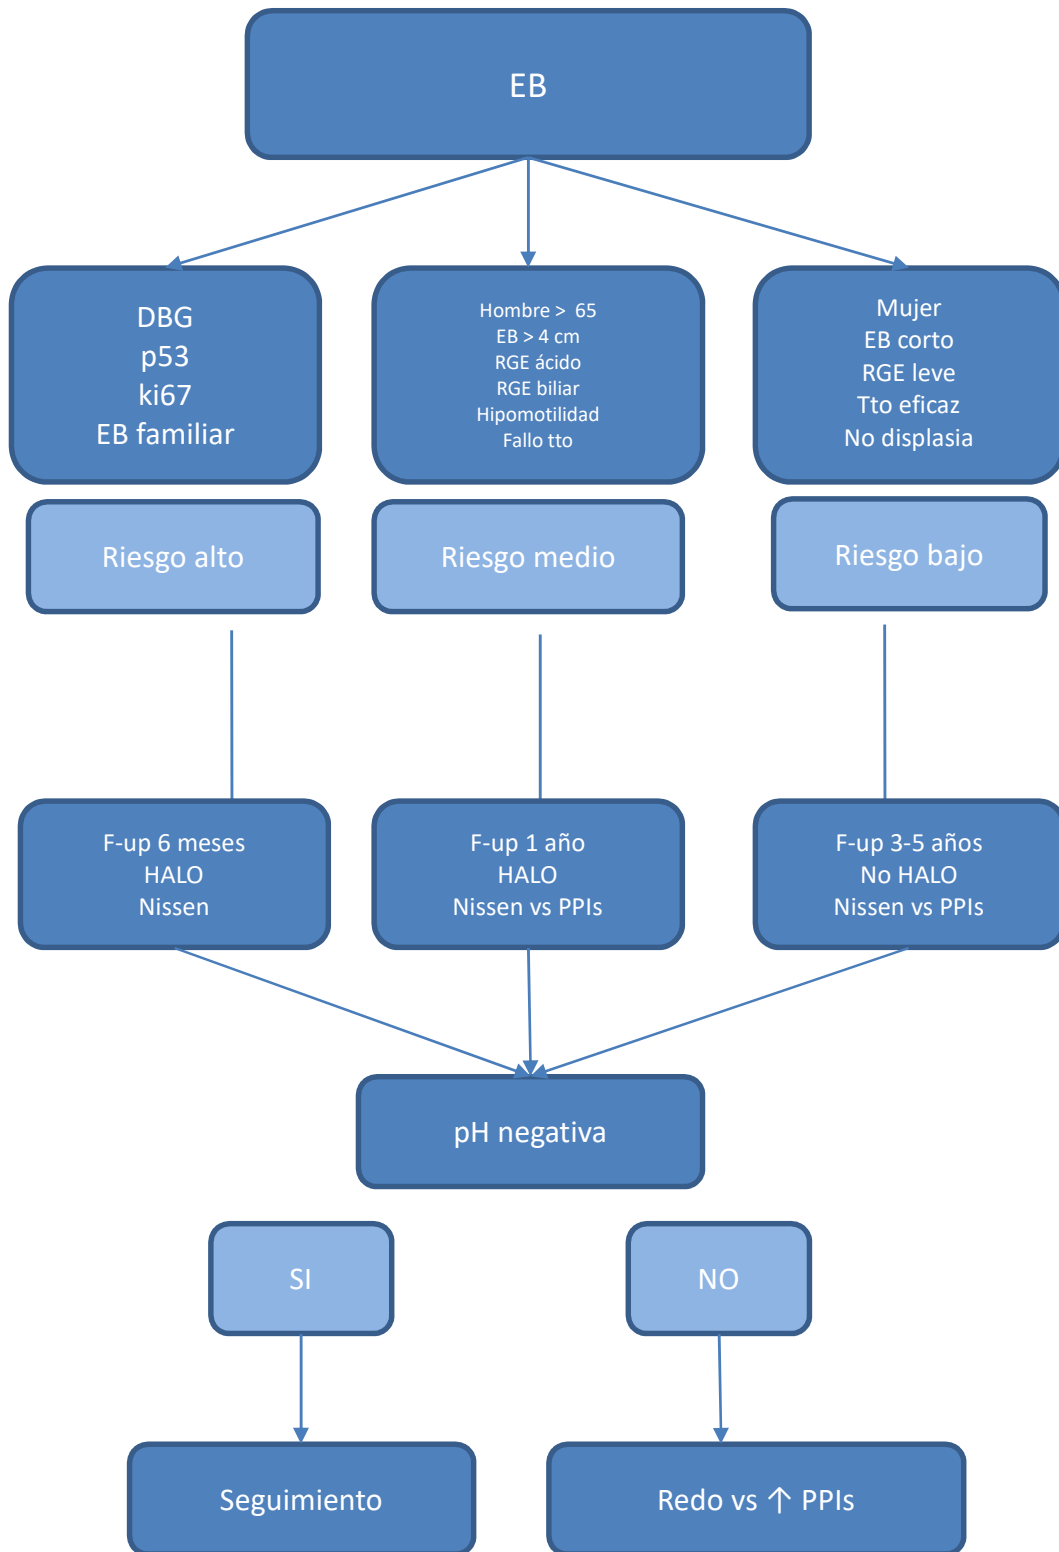 EB
DBG
p53
ki67
EB familiar
Hombre > 65
EB > 4 cm
RGE ácido
RGE biliar
Hipomotilidad
Fallo tto
Mujer
EB corto
RGE leve
Tto eficaz
No displasia
Riesgo alto
Riesgo medio
Riesgo bajo
F-up 6 meses
HALO
Nissen
F-up 1 año
HALO
Nissen vs PPIs
F-up 3-5 años
No HALO
Nissen vs PPIs
pH negativa
SI
NO
Seguimiento
Redo vs ↑ PPIs